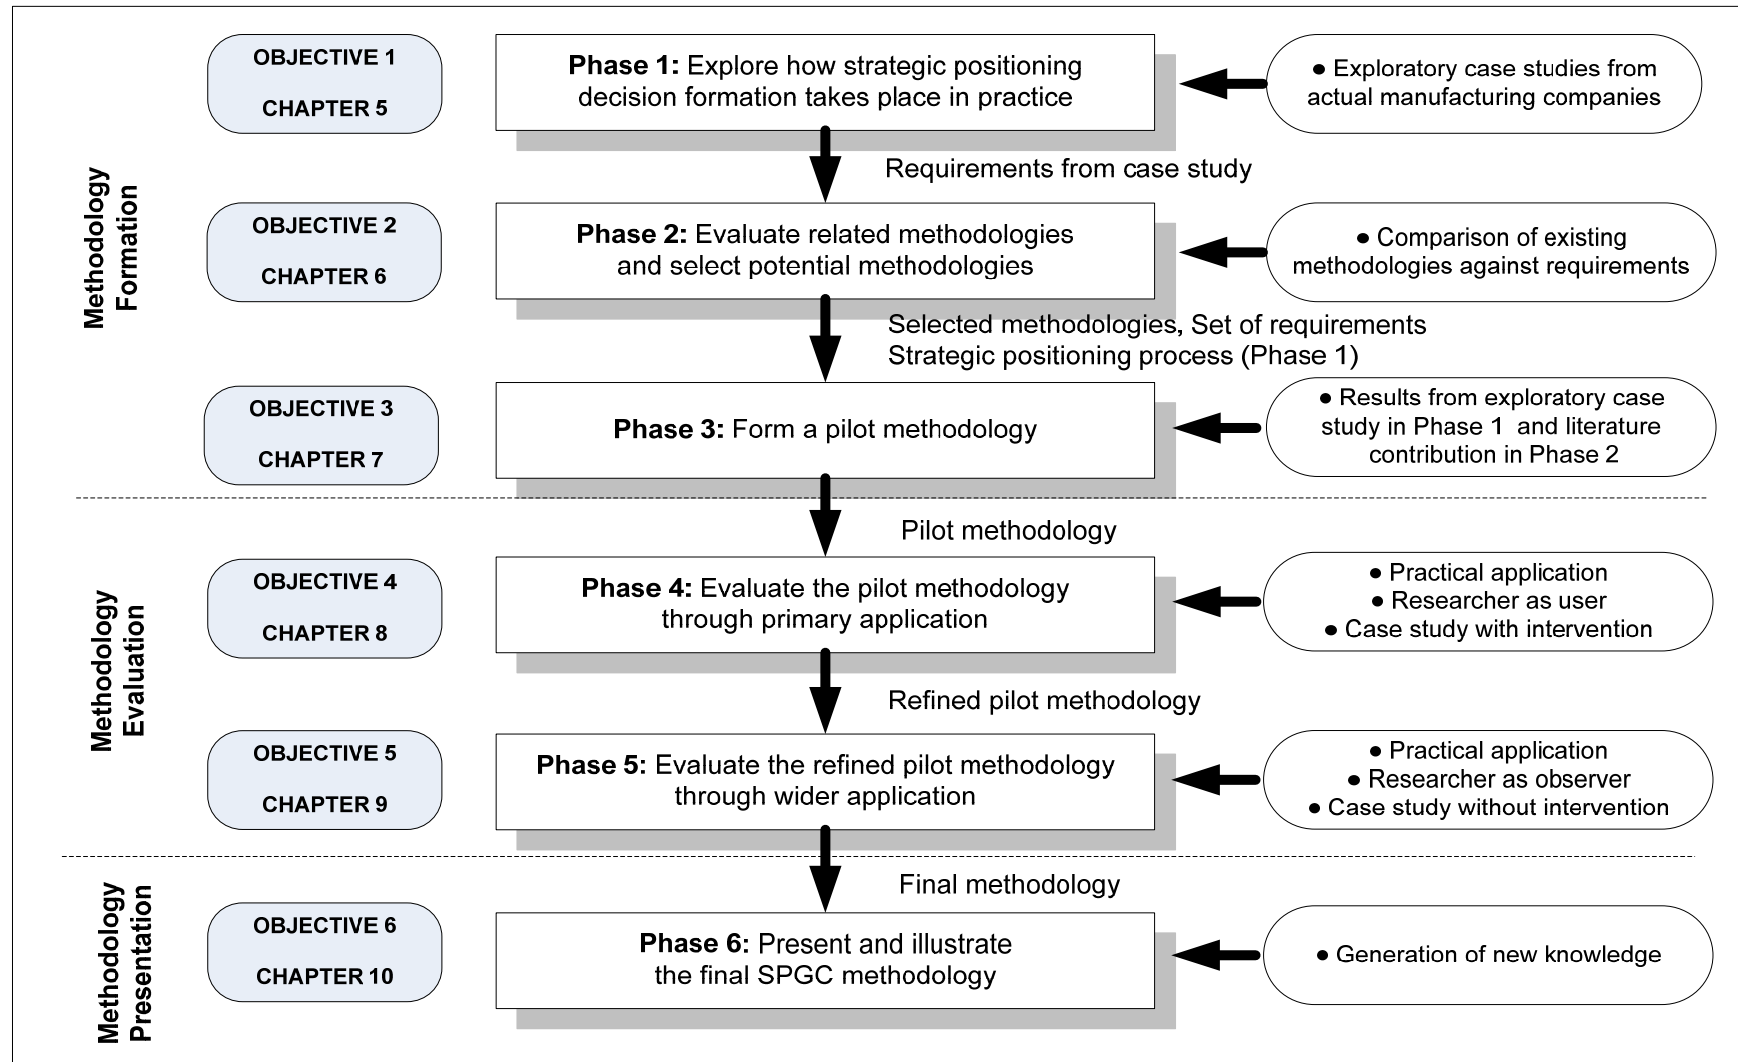 Methodology
Formation
OBJECTIVE 1
CHAPTER 5
Phase 1: Explore how strategic positioning
decision formation takes place in practice
● Exploratory case studies from
actual manufacturing companies
Requirements from case study
OBJECTIVE 2
CHAPTER 6
Phase 2: Evaluate related methodologies
and select potential methodologies
● Comparison of existing
methodologies against requirements
Selected methodologies, Set of requirements
Strategic positioning process (Phase 1)
OBJECTIVE 3
CHAPTER 7
Phase 3: Form a pilot methodology
● Results from exploratory case
study in Phase 1 and literature
contribution in Phase 2
Pilot methodology
Methodology
Evaluation
OBJECTIVE 4
CHAPTER 8
Phase 4: Evaluate the pilot methodology
through primary application
● Practical application
● Researcher as user
● Case study with intervention
Refined pilot methodology
OBJECTIVE 5
CHAPTER 9
Phase 5: Evaluate the refined pilot methodology
through wider application
● Practical application
● Researcher as observer
● Case study without intervention
Final methodology
Methodology
Presentation
OBJECTIVE 6
CHAPTER 10
Phase 6: Present and illustrate
the final SPGC methodology
● Generation of new knowledge